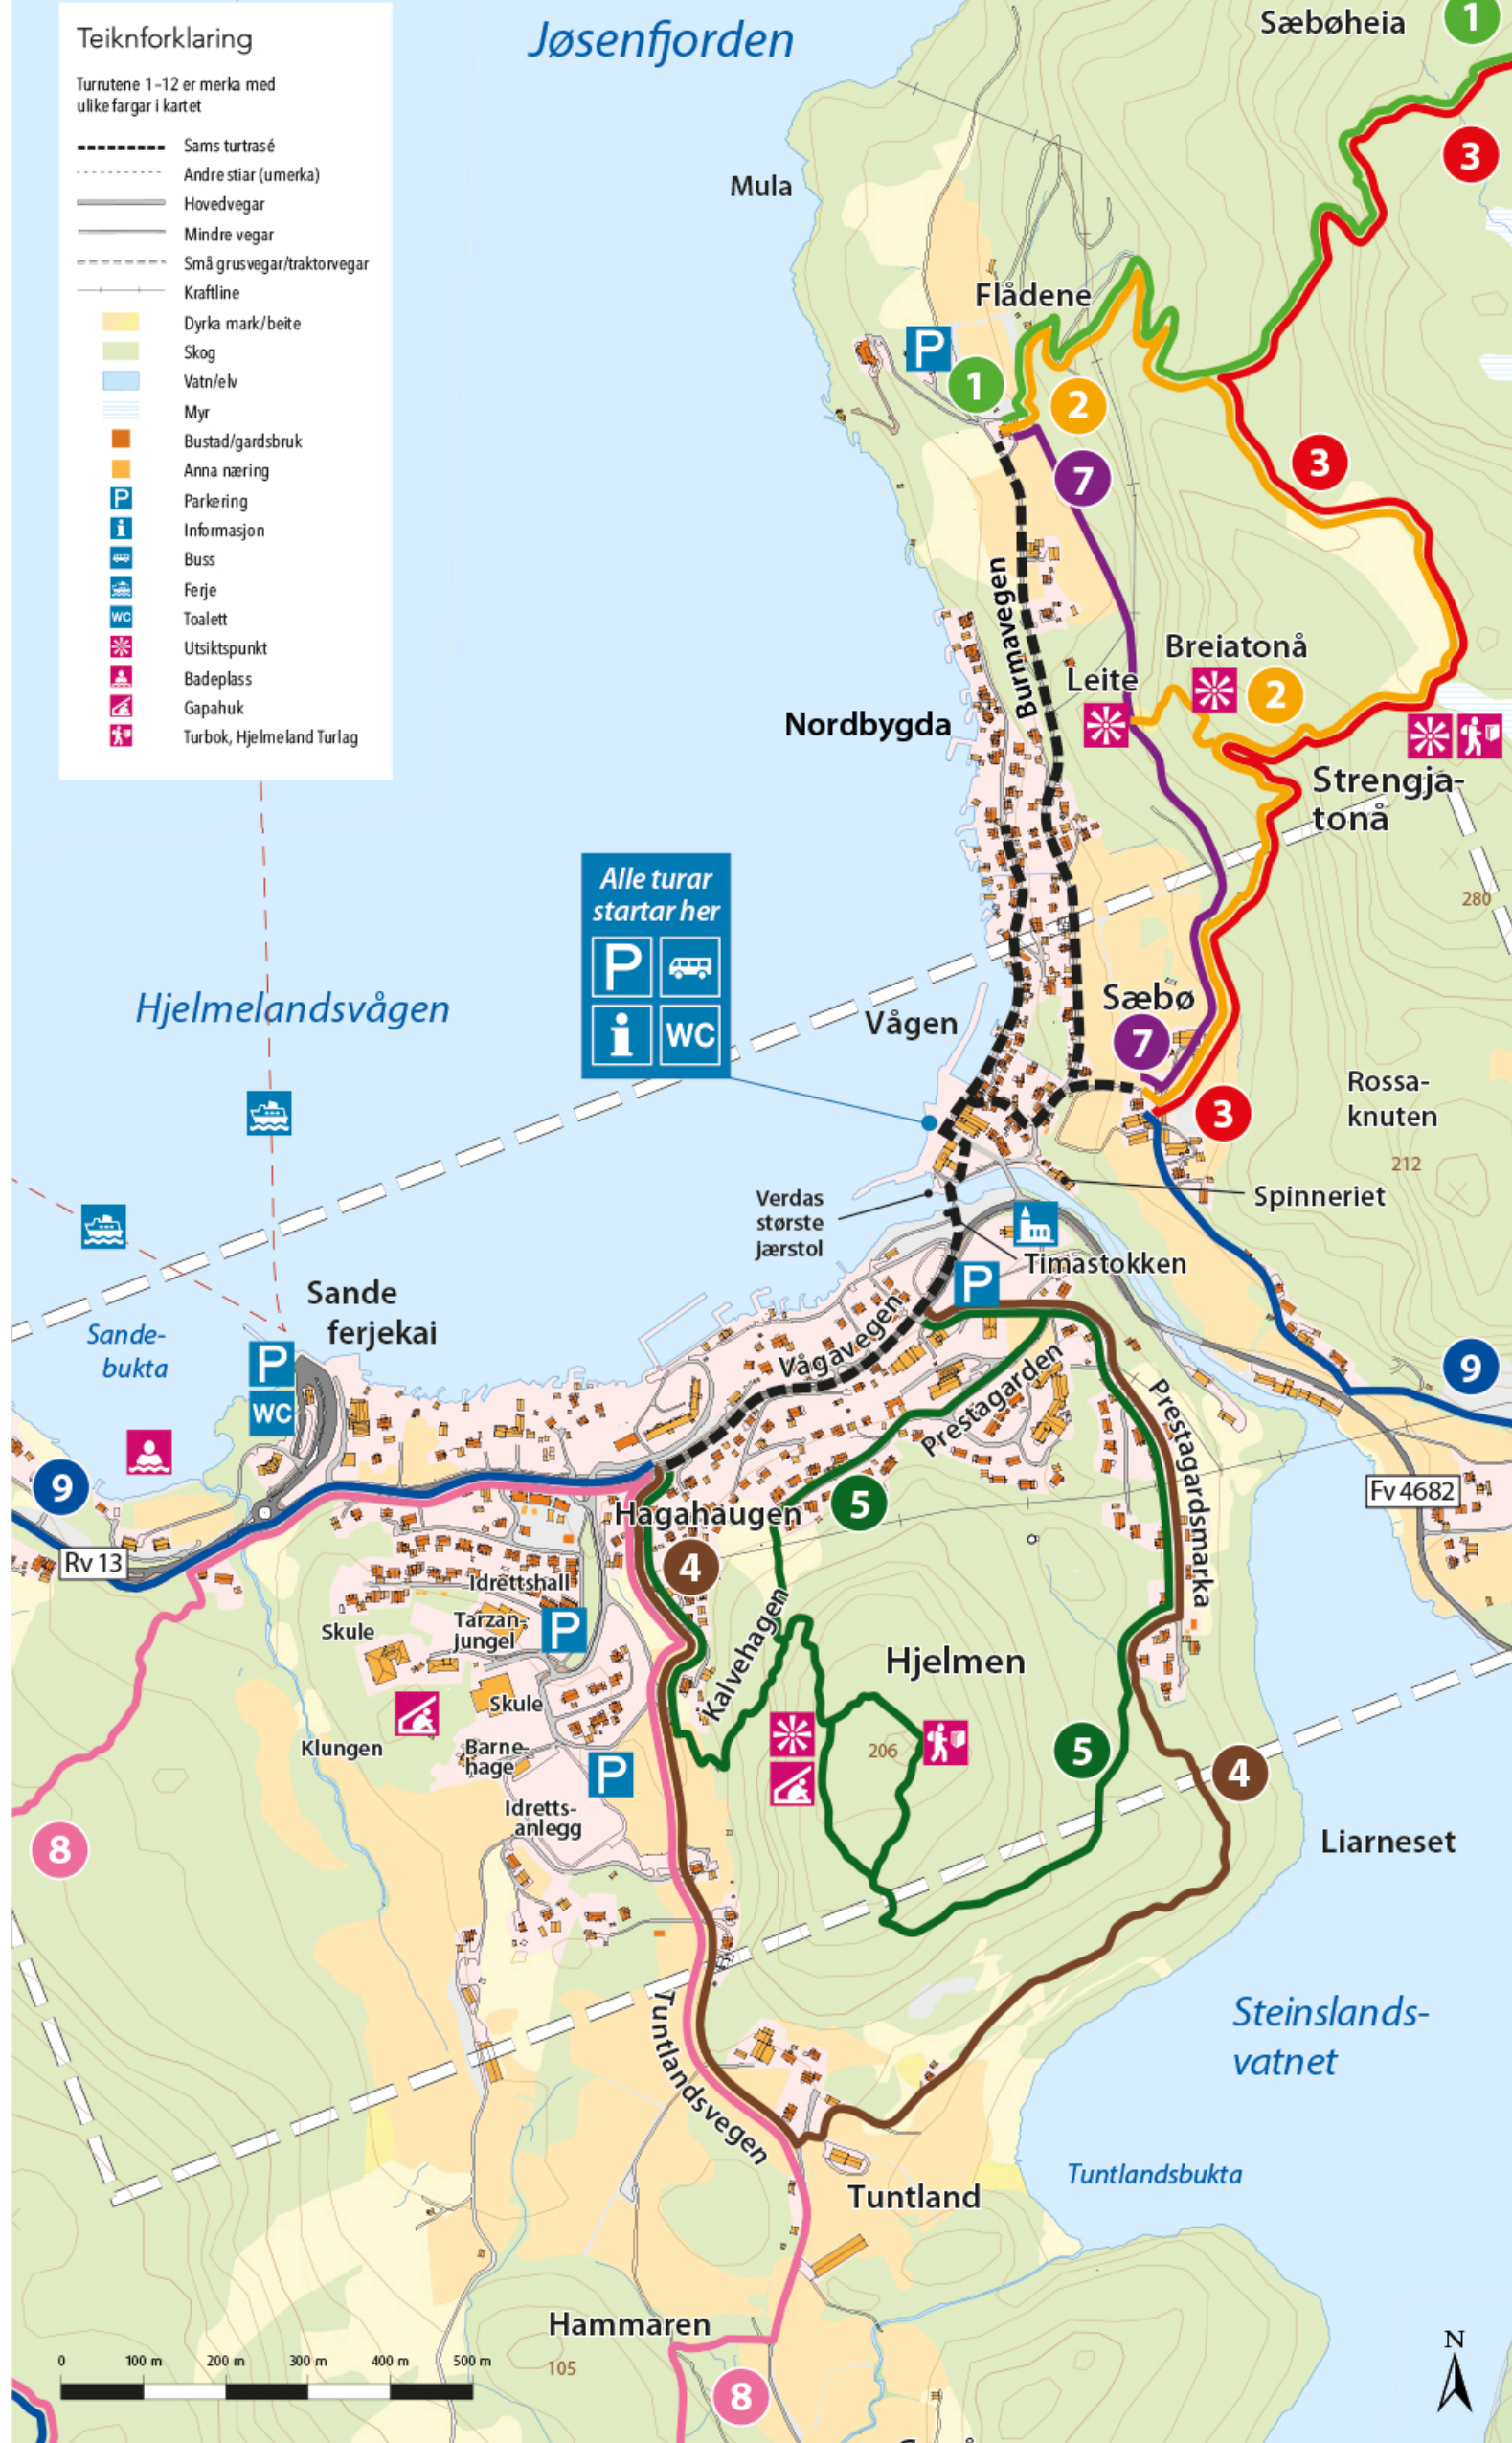 Teiknforklaring
Turrutene 1–12 er merka med
ulike fargar i kartet
Sams turtrasé
Andre stiar (umerka)
Hovedvegar
Mindre vegar
Små grusvegar/traktorvegar
Kraftline
Dyrka mark/beite
Skog
Vatn/elv
Myr
Bustad/gardsbruk
Anna næring
P Parkering
i Informasjon
Buss
Ferje
WC Toalett
Utsiktspunkt
Badeplass
Gapahuk
Turbok, Hjelmeland Turlag
Jøsenfjorden
Sæbøheia
1
3
Mula
Flådene
P
1
2
7
3
Burmavegen
Breiatonå
Leite
2
Nordbygda
Strengja-
tonå
280
Alle turar
startar her
P
i WC
Hjelmelandsvågen
Vågen
Sæbø
7
3
Rossa-
knuten
212
Verdas
største
jærstol
Spinneriet
Timastokken
P
Sande
ferjekai
Sande-
bukta
P
WC
Vågavegen
Prestagarden
Prestagardsmarka
9
Fv 4682
9
Rv 13
Hagahaugen
5
4
Idrettshall
Tarzan-
jungel
P
Skule
Skule
Kalvehagen
Hjelmen
206
5
4
Klungen
Barne-
hage
P
Idretts-
anlegg
8
Liarneset
Steinslands-
vatnet
Tuntlandsvegen
Tuntlandsbukta
Tuntland
Hammaren
105
8
0 100 m 200 m 300 m 400 m 500 m
N